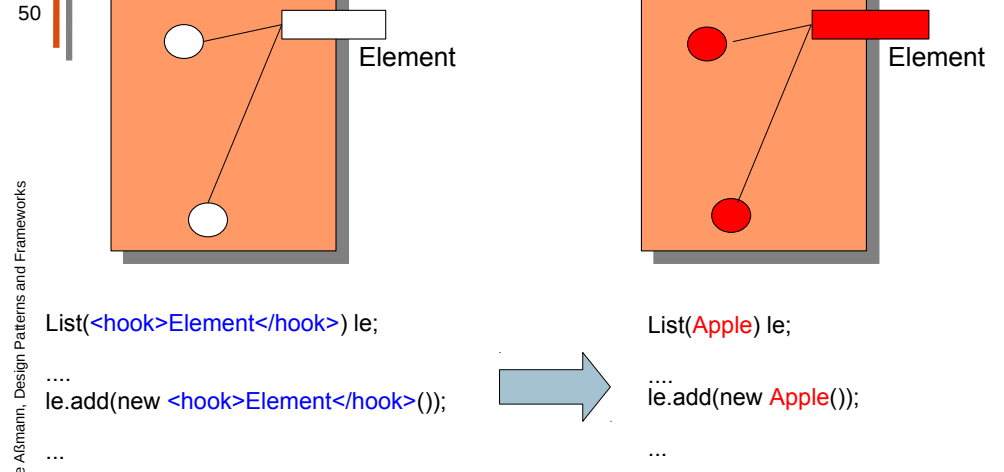 50
Element
Element
e Aßmann, Design Patterns and Frameworks
List(<hook>Element</hook>) le;
....
le.add(new <hook>Element</hook>());
...
List(Apple) le;
....
le.add(new Apple());
...